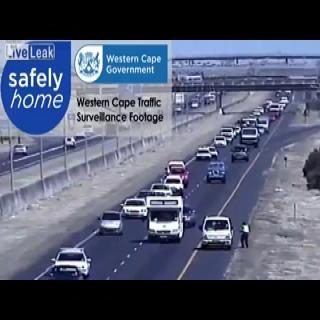 LiveLeak
safely
home
Western Cape
Government
Western Cape Traffic
Surveillance Footage